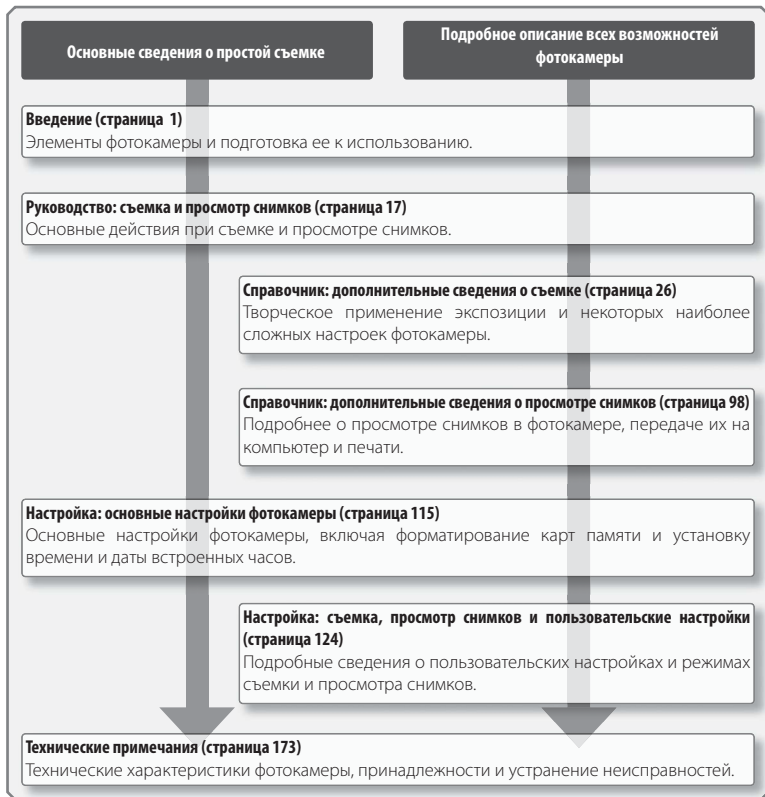 Основные сведения о простой съемке
Подробное описание всех возможностей
фотокамеры
Введение (страница 1)
Элементы фотокамеры и подготовка ее к использованию.
Руководство: съемка и просмотр снимков (страница 17)
Основные действия при съемке и просмотре снимков.
Справочник: дополнительные сведения о съемке (страница 26)
Творческое применение экспозиции и некоторых наиболее
сложных настроек фотокамеры.
Справочник: дополнительные сведения о просмотре снимков (страница 98)
Подробнее о просмотре снимков в фотокамере, передаче их на
компьютер и печати.
Настройка: основные настройки фотокамеры (страница 115)
Основные настройки фотокамеры, включая форматирование карт памяти и установку
времени и даты встроенных часов.
Настройка: съемка, просмотр снимков и пользовательские настройки
(страница 124)
Подробные сведения о пользовательских настройках и режимах
съемки и просмотра снимков.
Технические примечания (страница 173)
Технические характеристики фотокамеры, принадлежности и устранение неисправностей.